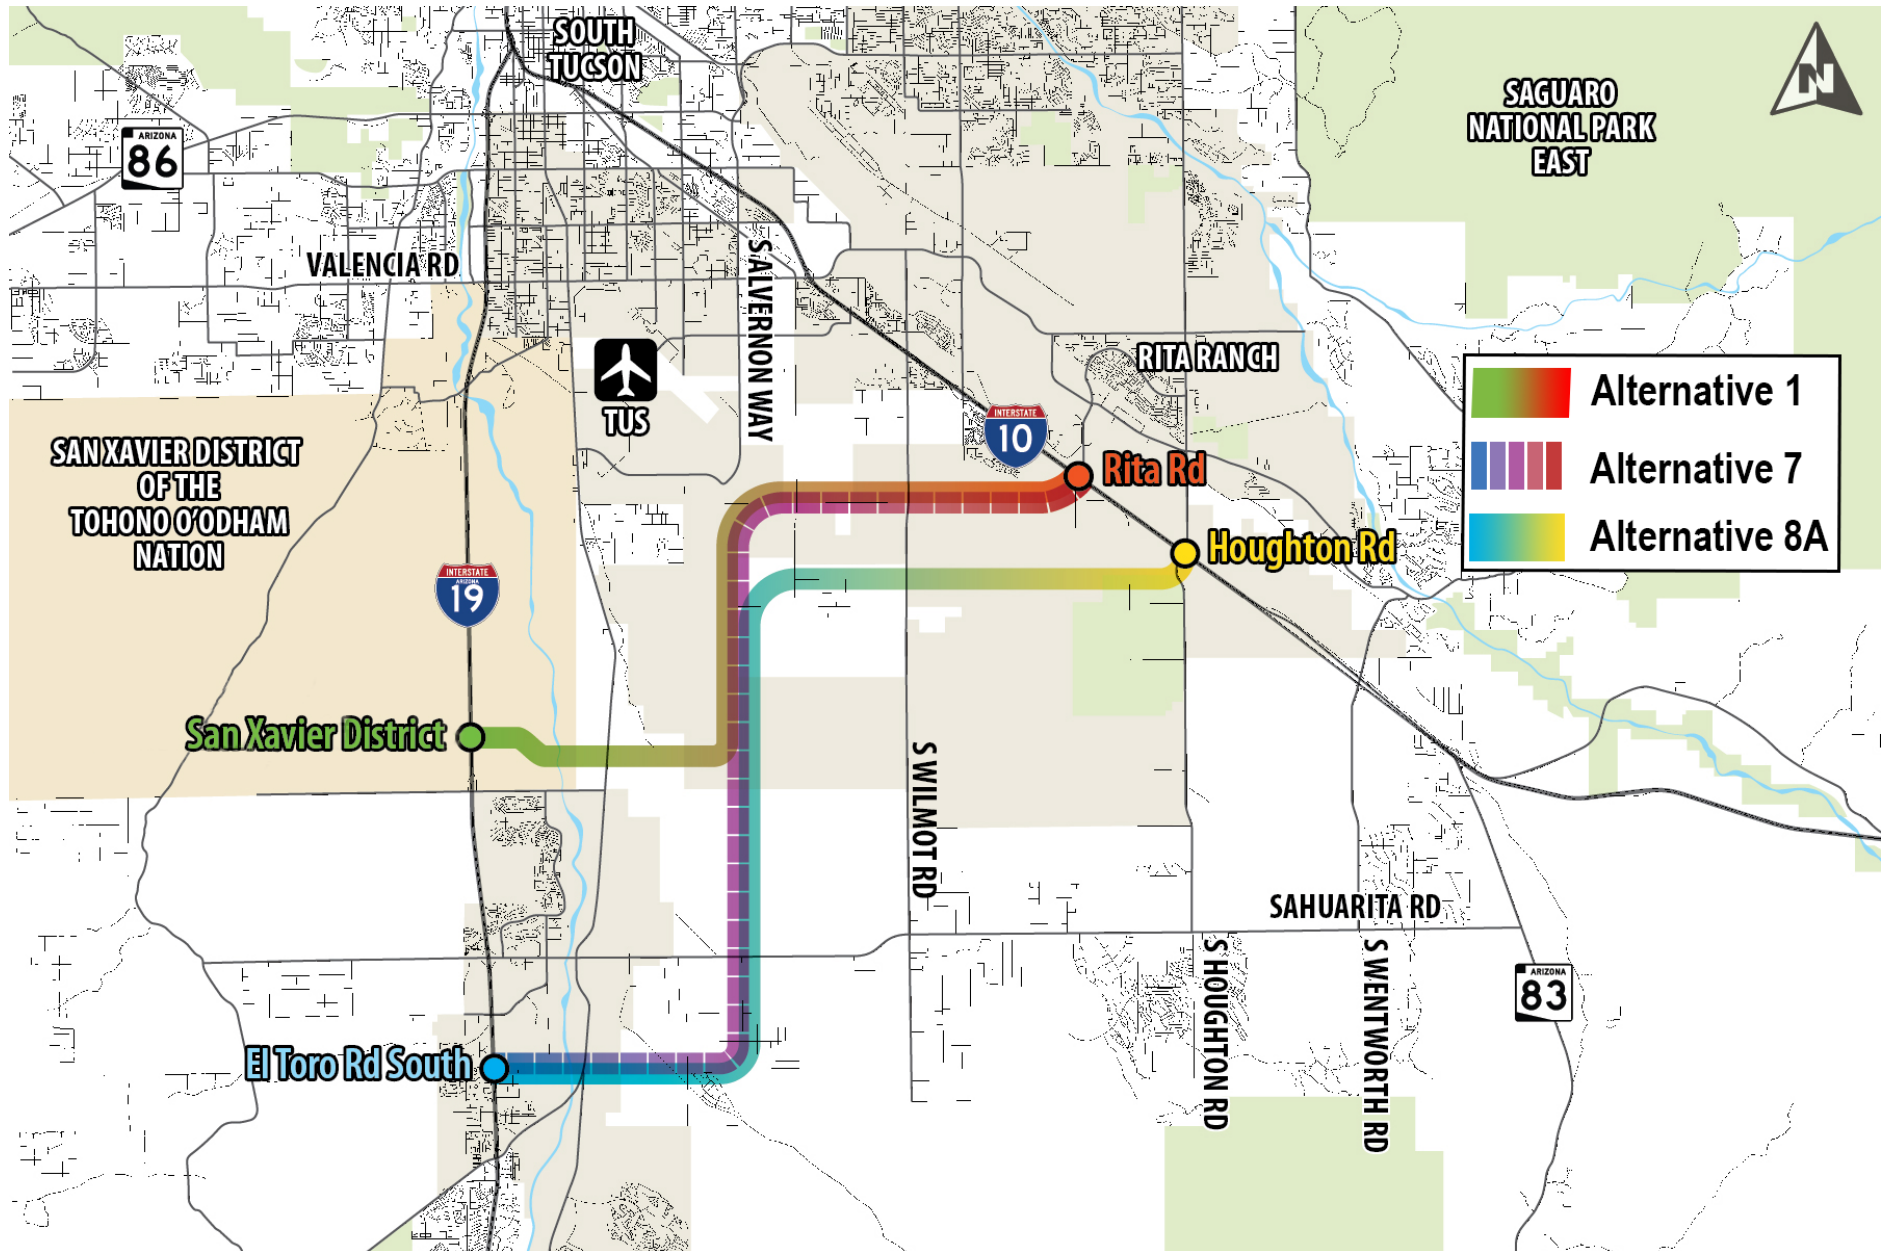 SOUTH
TUCSON
SAGUARO
NATIONAL PARK
EAST
N
ARIZONA
86
VALENCIA RD
S ALVERNON WAY
RITA RANCH
TUS
INTERSTATE
10
Alternative 1
Alternative 7
Alternative 8A
SAN XAVIER DISTRICT
OF THE
TOHONO O'ODHAM
NATION
Rita Rd
Houghton Rd
INTERSTATE
ARIZONA
19
San Xavier District
S WILMOT RD
SAHUARITA RD
S HOUGHTON RD
S WENTWORTH RD
ARIZONA
83
El Toro Rd South